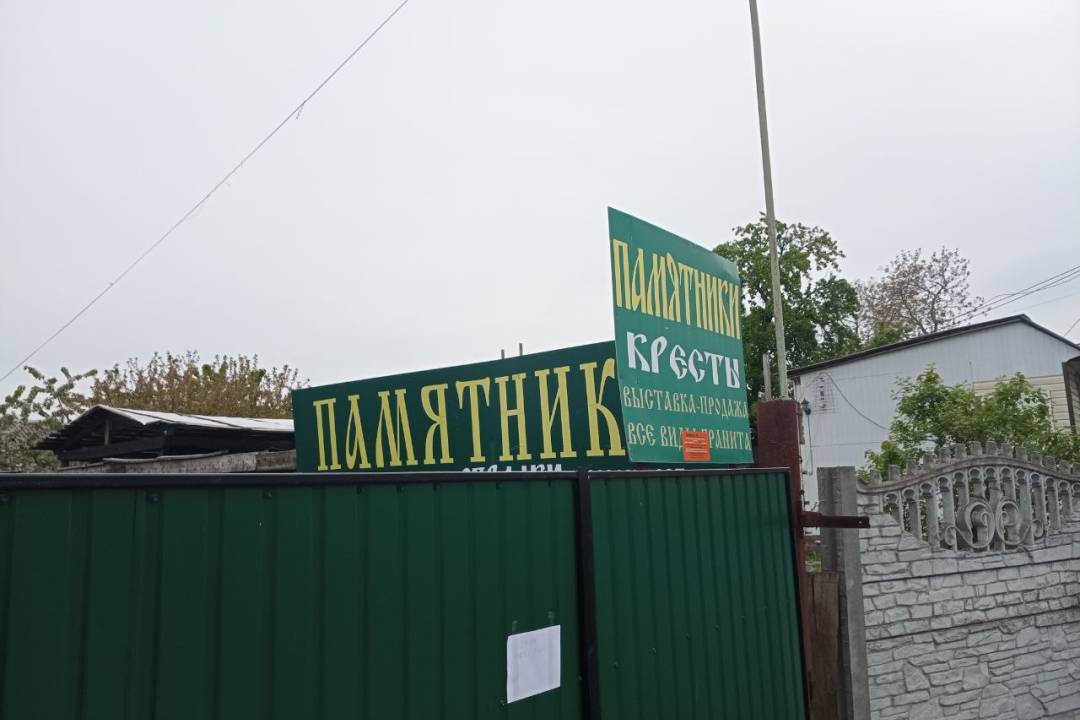 ПАМЯТНИК
ПАМЯТНИКИ
КРЕСТЫ
ВЫСТАВКА-ПРОДАЖА
ВСЕ ВИДЫ ГРАНИТА